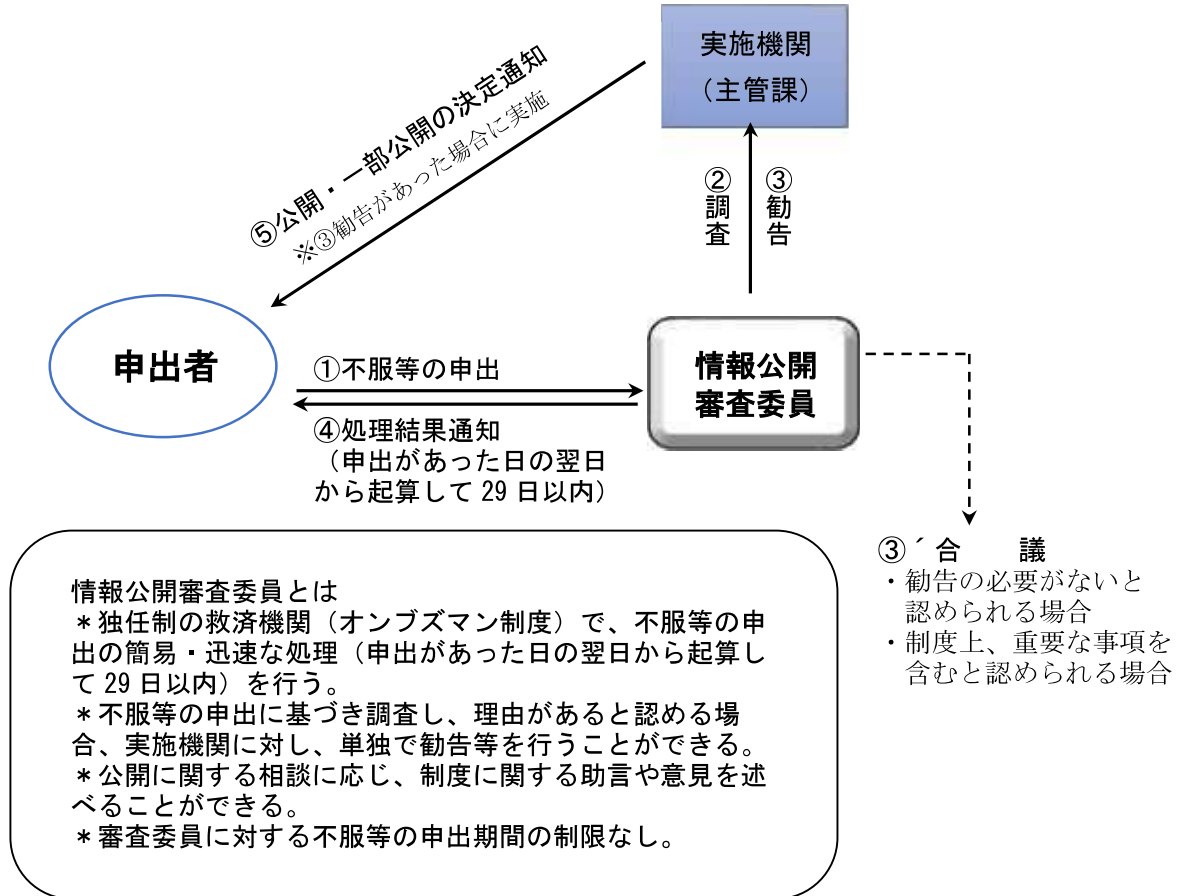 実施機関
(主管課)
⑤公開・一部公開の決定通知
※③勧告があった場合に実施
②調査
③勧告
申出者
①不服等の申出
④処理結果通知
(申出があった日の翌日
から起算して 29 日以内)
情報公開
審査委員
③´合　　議
・勧告の必要がないと
認められる場合
・制度上、重要な事項を
含むと認められる場合
情報公開審査委員とは
＊独任制の救済機関(オンブズマン制度)で、不服等の申
出の簡易・迅速な処理(申出があった日の翌日から起算し
て 29 日以内)を行う。
＊不服等の申出に基づき調査し、理由があると認める場
合、実施機関に対し、単独で勧告等を行うことができる。
＊公開に関する相談に応じ、制度に関する助言や意見を述
べることができる。
＊審査委員に対する不服等の申出期間の制限なし。